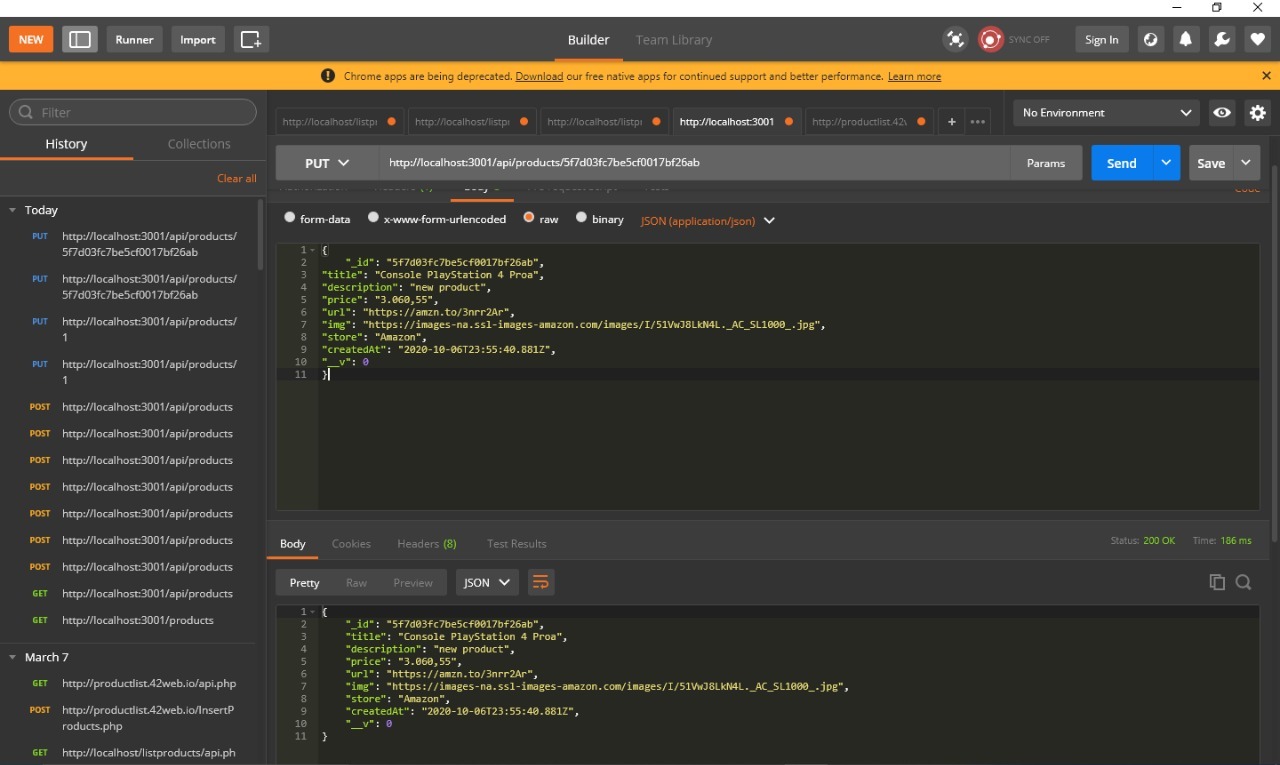 NEW
Runner
Import
Builder
Team Library
SYNC OFF
Sign In
Chrome apps are being deprecated. Download our free native apps for continued support and better performance. Learn more
Filter
History
Collections
Clear all
Today
PUT http://localhost:3001/api/products/
5f7d03fc7be5cf0017bf26ab
PUT http://localhost:3001/api/products/
5f7d03fc7be5cf0017bf26ab
PUT http://localhost:3001/api/products/
1
PUT http://localhost:3001/api/products/
1
POST http://localhost:3001/api/products
POST http://localhost:3001/api/products
POST http://localhost:3001/api/products
POST http://localhost:3001/api/products
POST http://localhost:3001/api/products
POST http://localhost:3001/api/products
POST http://localhost:3001/api/products
GET http://localhost:3001/api/products
GET http://localhost:3001/products
March 7
GET http://productlist.42web.io/api.php
POST http://productlist.42web.io/InsertP
roducts.php
GET http://localhost/listproducts/api.ph
http://localhost/listpr
http://localhost/listpr
http://localhost/listpr
http://localhost:3001
http://productlist.42
No Environment
PUT
http://localhost:3001/api/products/5f7d03fc7be5cf0017bf26ab
Params
Send
Save
form-data
x-www-form-urlencoded
raw
binary
JSON (application/json)
1 {
2 "_id": "5f7d03fc7be5cf0017bf26ab",
3 "title": "Console PlayStation 4 Proa",
4 "description": "new product",
5 "price": "3.060,55",
6 "url": "https://amzn.to/3nrr2Ar",
7 "img": "https://images-na.ssl-images-amazon.com/images/I/51VwJ8LkN4L._AC_SL1000_.jpg",
8 "store": "Amazon",
9 "createdAt": "2020-10-06T23:55:40.881Z",
10 "__v": 0
11 }
Body
Cookies
Headers (8)
Test Results
Status: 200 OK
Time: 186 ms
Pretty
Raw
Preview
JSON
1 {
2 "_id": "5f7d03fc7be5cf0017bf26ab",
3 "title": "Console PlayStation 4 Proa",
4 "description": "new product",
5 "price": "3.060,55",
6 "url": "https://amzn.to/3nrr2Ar",
7 "img": "https://images-na.ssl-images-amazon.com/images/I/51VwJ8LkN4L._AC_SL1000_.jpg",
8 "store": "Amazon",
9 "createdAt": "2020-10-06T23:55:40.881Z",
10 "__v": 0
11 }